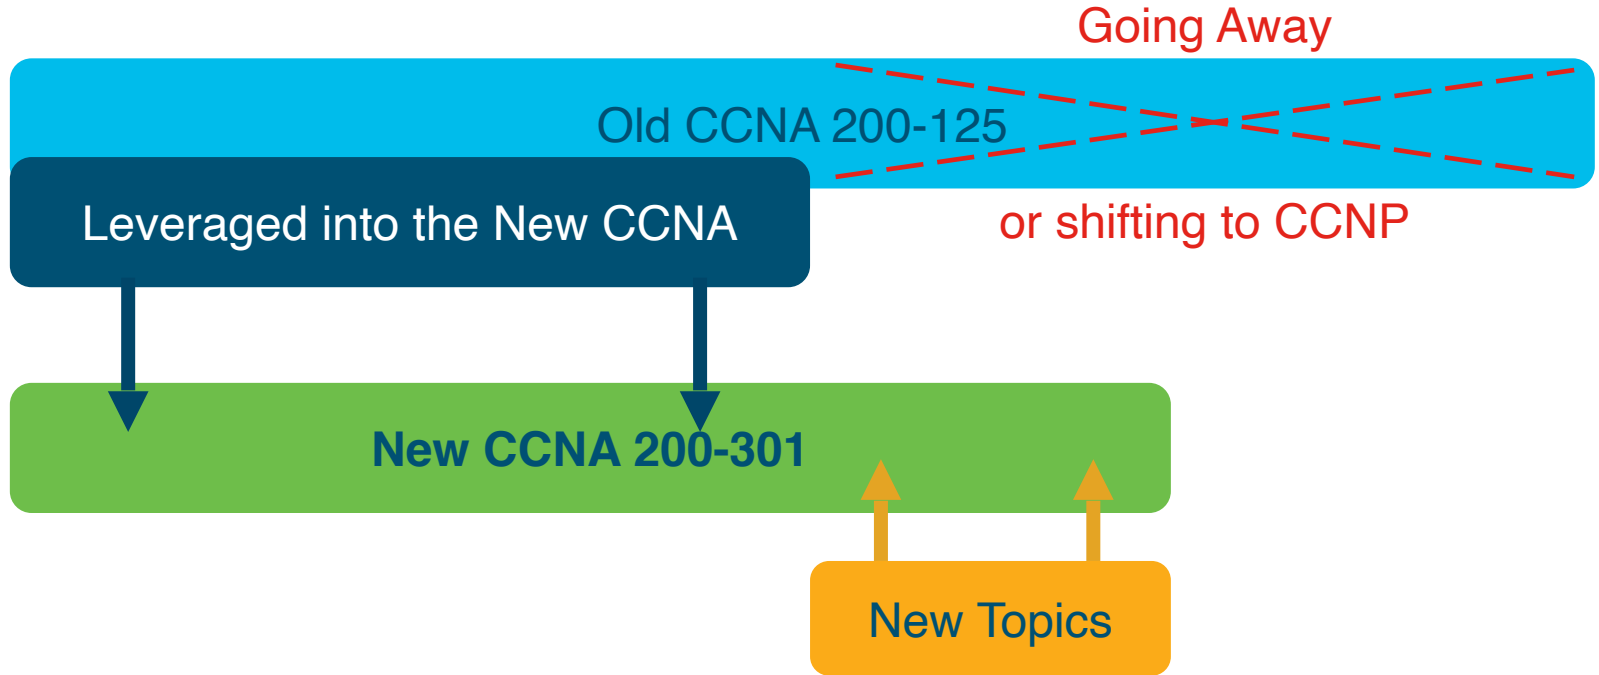 Going Away
Old CCNA 200-125
Leveraged into the New CCNA
or shifting to CCNP
New CCNA 200-301
New Topics